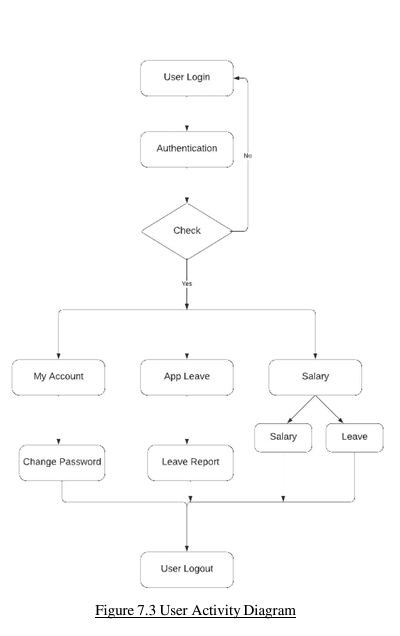 User Login
Authentication
No
Check
Yes
My Account
App Leave
Salary
Salary
Leave
Change Password
Leave Report
User Logout
Figure 7.3 User Activity Diagram